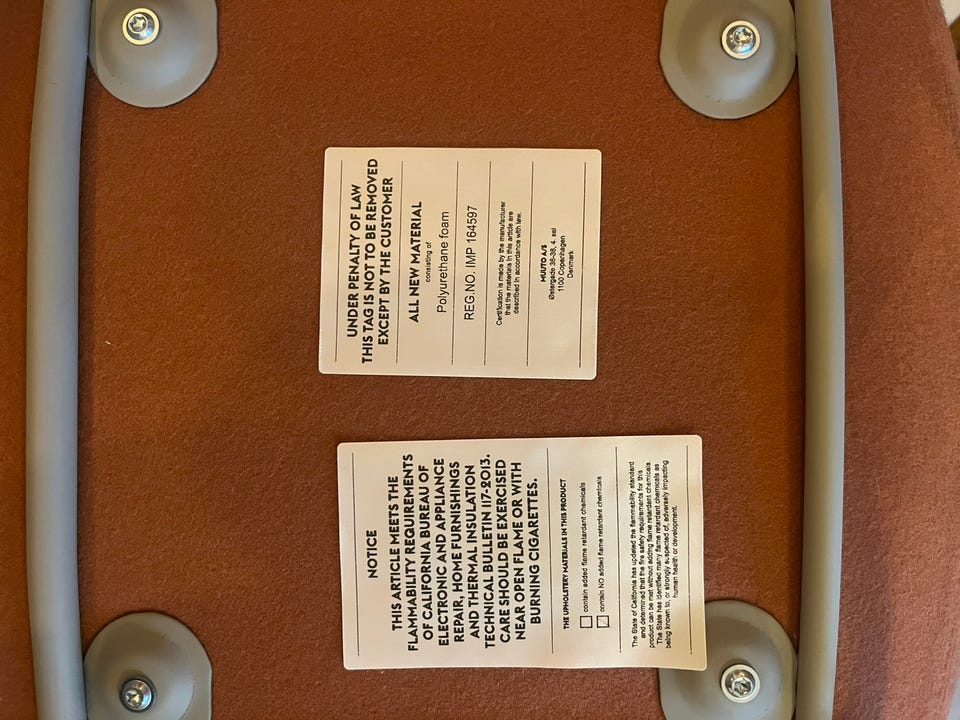 UNDER PENALTY OF LAW
THIS TAG IS NOT TO BE REMOVED
EXCEPT BY THE CUSTOMER
ALL NEW MATERIAL
consisting of
Polyurethane foam
REG.NO. IMP 164597
Certification is made by the manufacturer
that the materials in this article are
described in accordance with law.
MUUTO A/S
Østergade 36-38, 4. sal
1100 Copenhagen
Denmark
NOTICE
THIS ARTICLE MEETS THE
FLAMMABILITY REQUIREMENTS
OF CALIFORNIA BUREAU OF
ELECTRONIC AND APPLIANCE
REPAIR, HOME FURNISHINGS
AND THERMAL INSULATION
TECHNICAL BULLETIN 117-2013.
CARE SHOULD BE EXERCISED
NEAR OPEN FLAME OR WITH
BURNING CIGARETTES.
THE UPHOLSTERY MATERIALS IN THIS PRODUCT
contain added flame retardant chemicals
contain NO added flame retardant chemicals
The State of California has updated the flammability standard
and determined that the fire safety requirements for this
product can be met without adding flame retardant chemicals.
The State has identified many flame retardant chemicals as
being known to, or strongly suspected of, adversely impacting
human health or development.